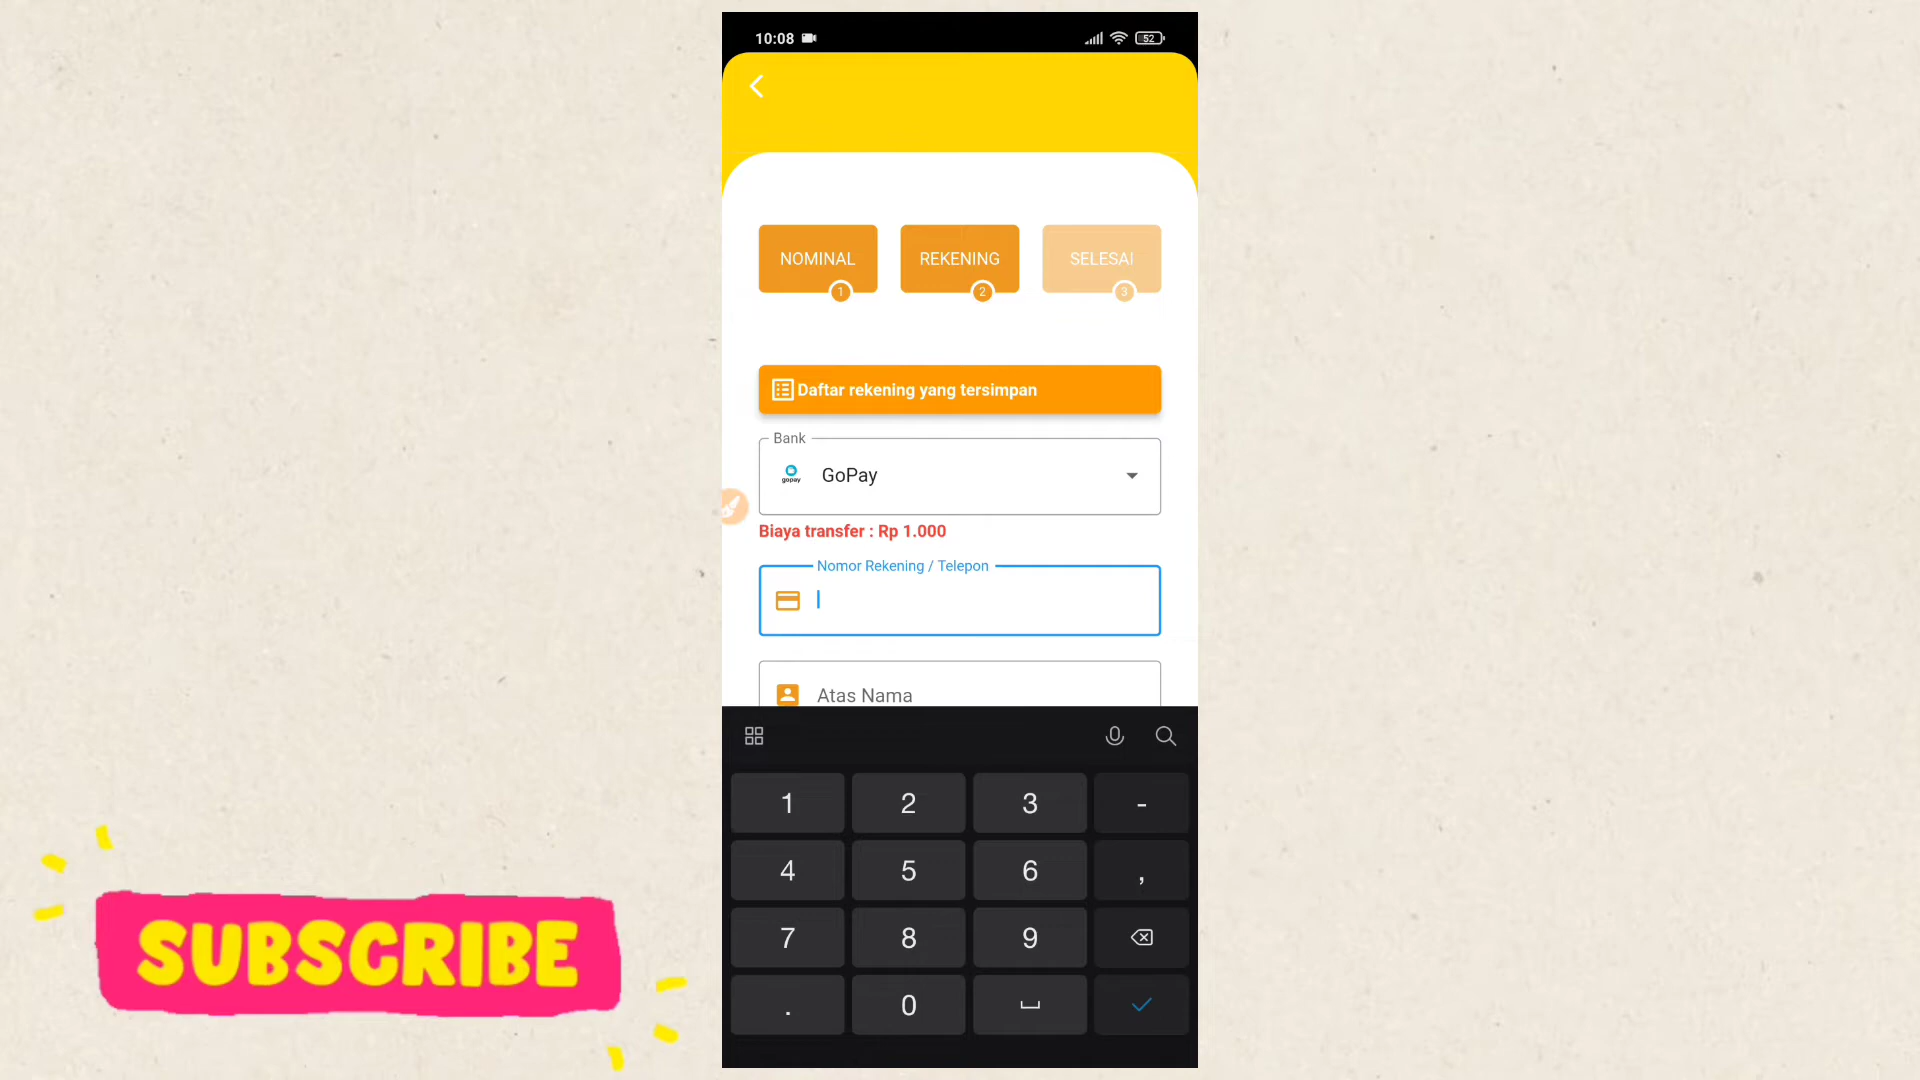 10:08
52
NOMINAL
1
REKENING
2
SELESAI
3
Daftar rekening yang tersimpan
Bank
gopay
GoPay
Biaya transfer : Rp 1.000
Nomor Rekening / Telepon
Atas Nama
1 2 3 -
4 5 6 ,
7 8 9
. 0
SUBSCRIBE